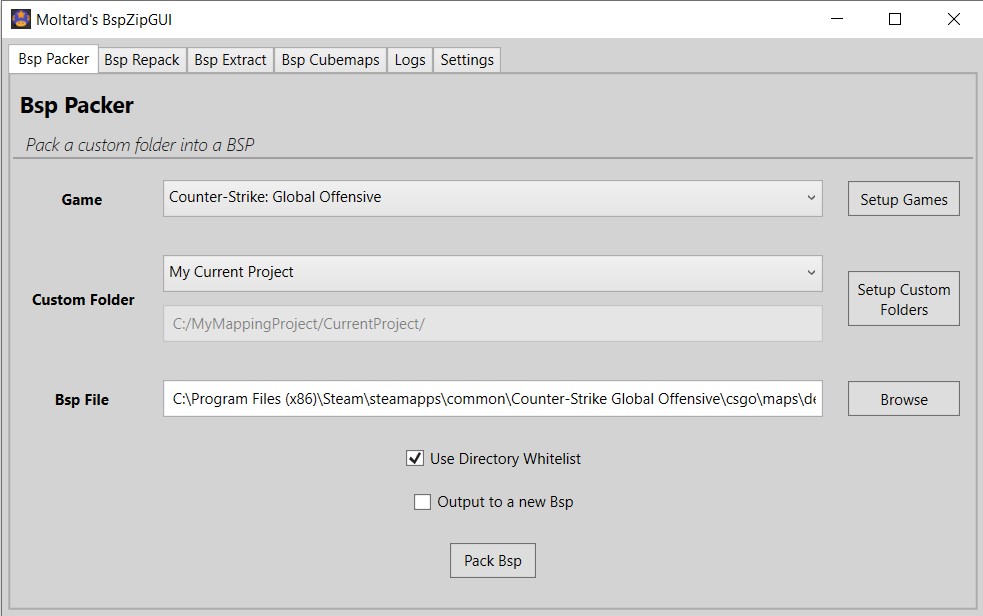 Moltard's BspZipGUI
Bsp Packer Bsp Repack Bsp Extract Bsp Cubemaps Logs Settings
Bsp Packer
Pack a custom folder into a BSP
Game Counter-Strike: Global Offensive Setup Games
My Current Project
Custom Folder Setup Custom Folders
C:/MyMappingProject/CurrentProject/
Bsp File C:\Program Files (x86)\Steam\steamapps\common\Counter-Strike Global Offensive\csgo\maps\de Browse
Use Directory Whitelist
Output to a new Bsp
Pack Bsp